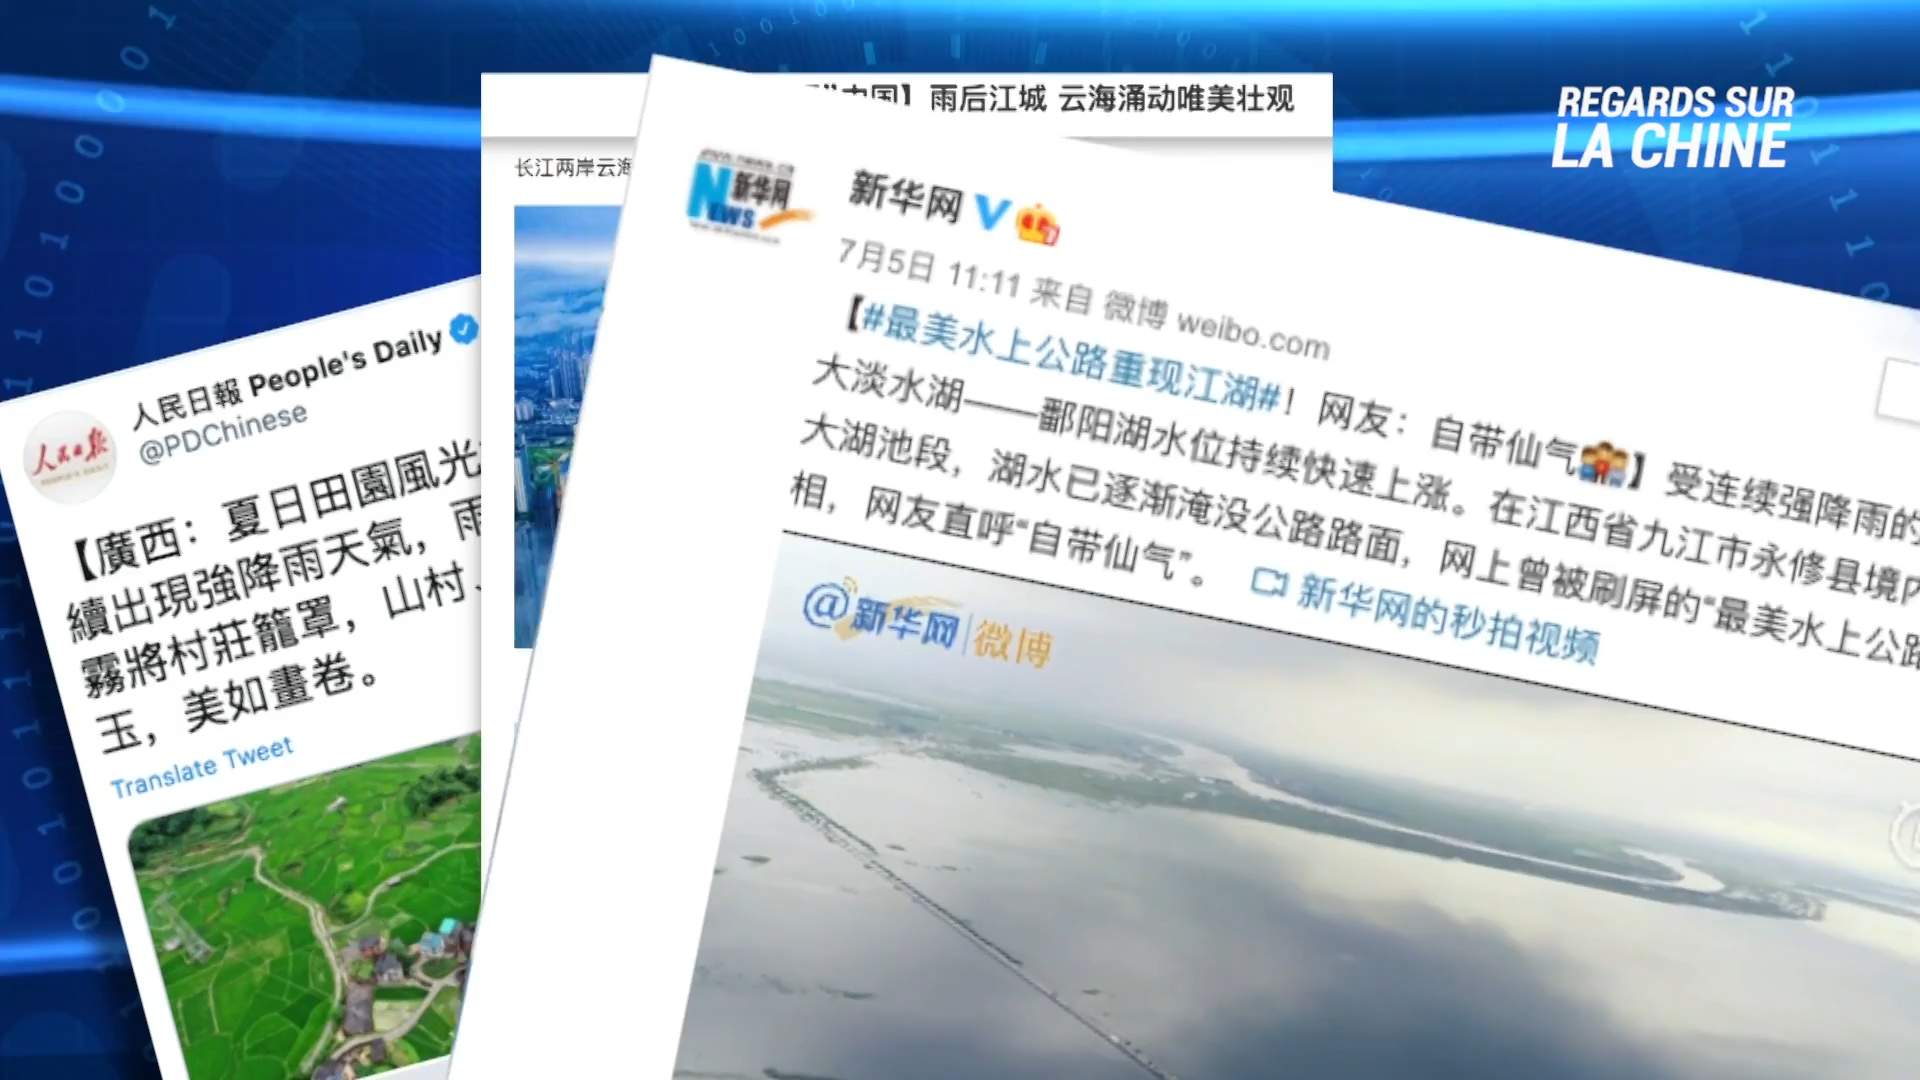 REGARDS SUR
LA CHINE
中国】雨后江城 云海涌动唯美壮观
长江两岸云海
人民日報 People's Daily
@PDChinese
【廣西：夏日田園風光
續出現強降雨天氣，雨
霧將村莊籠罩，山村、
玉，美如畫卷。
Translate Tweet
新华网
NEWS
新华网
7月5日 11:11 来自 微博 weibo.com
【#最美水上公路重现江湖#！网友：自带仙气】受连续强降雨的
大淡水湖——鄱阳湖水位持续快速上涨。在江西省九江市永修县境内
大湖池段，湖水已逐渐淹没公路路面，网上曾被刷屏的“最美水上公路
相，网友直呼“自带仙气”。 新华网的秒拍视频
@新华网 微博